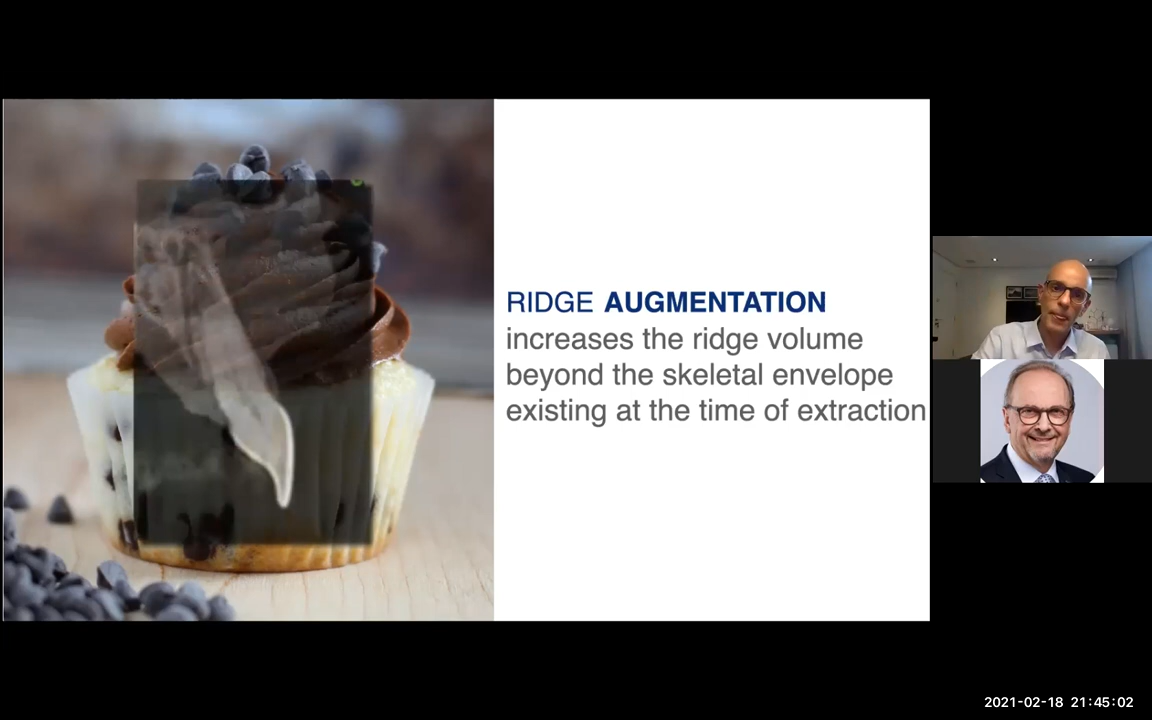 RIDGE AUGMENTATION
increases the ridge volume
beyond the skeletal envelope
existing at the time of extraction
2021-02-18 21:45:02